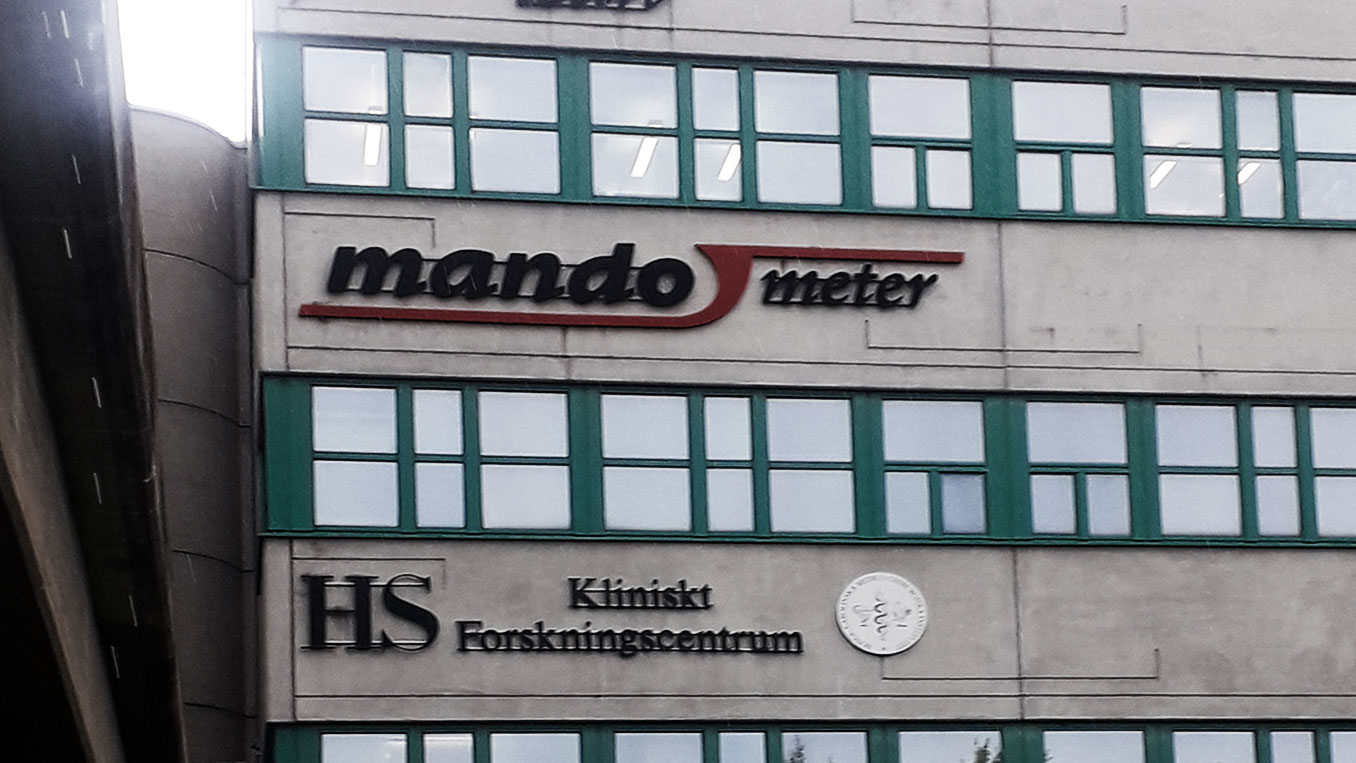 mando meter
HS
Kliniskt
Forskningscentrum